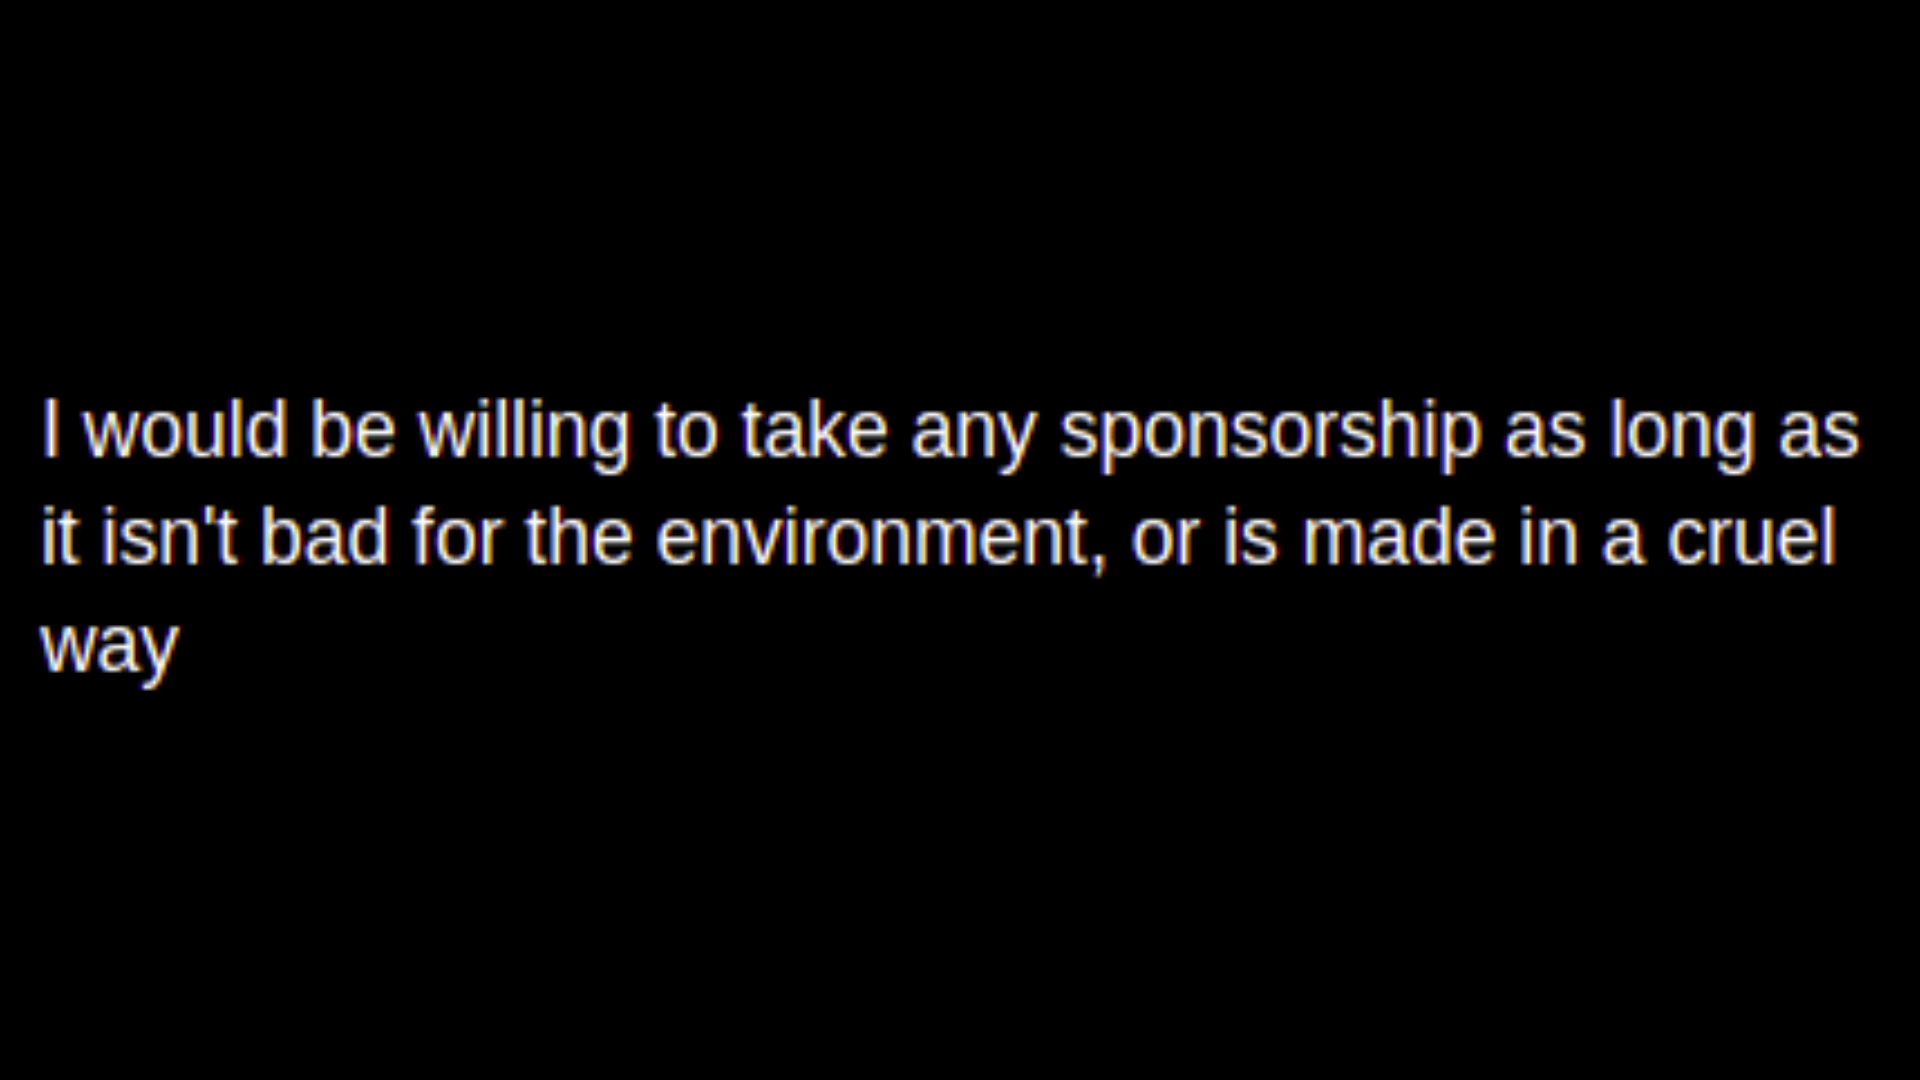 I would be willing to take any sponsorship as long as
it isn't bad for the environment, or is made in a cruel
way